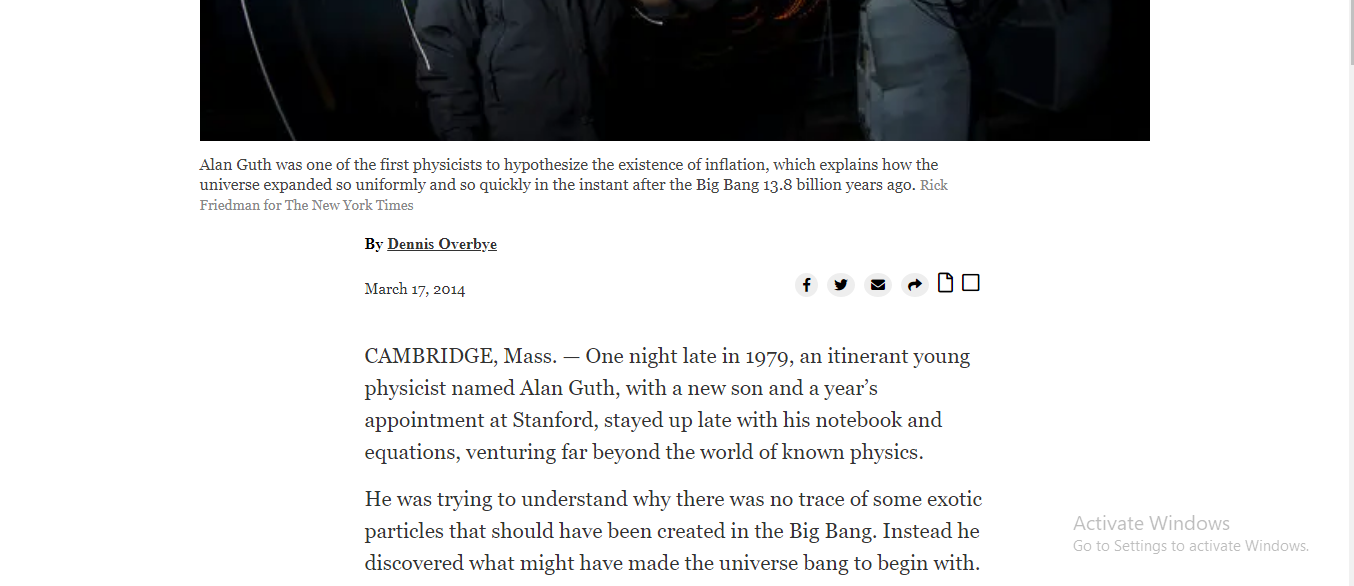 Alan Guth was one of the first physicists to hypothesize the existence of inflation, which explains how the
universe expanded so uniformly and so quickly in the instant after the Big Bang 13.8 billion years ago. Rick
Friedman for The New York Times
By Dennis Overbye
March 17, 2014
CAMBRIDGE, Mass. — One night late in 1979, an itinerant young
physicist named Alan Guth, with a new son and a year’s
appointment at Stanford, stayed up late with his notebook and
equations, venturing far beyond the world of known physics.
He was trying to understand why there was no trace of some exotic
particles that should have been created in the Big Bang. Instead he
discovered what might have made the universe bang to begin with.
Activate Windows
Go to Settings to activate Windows.